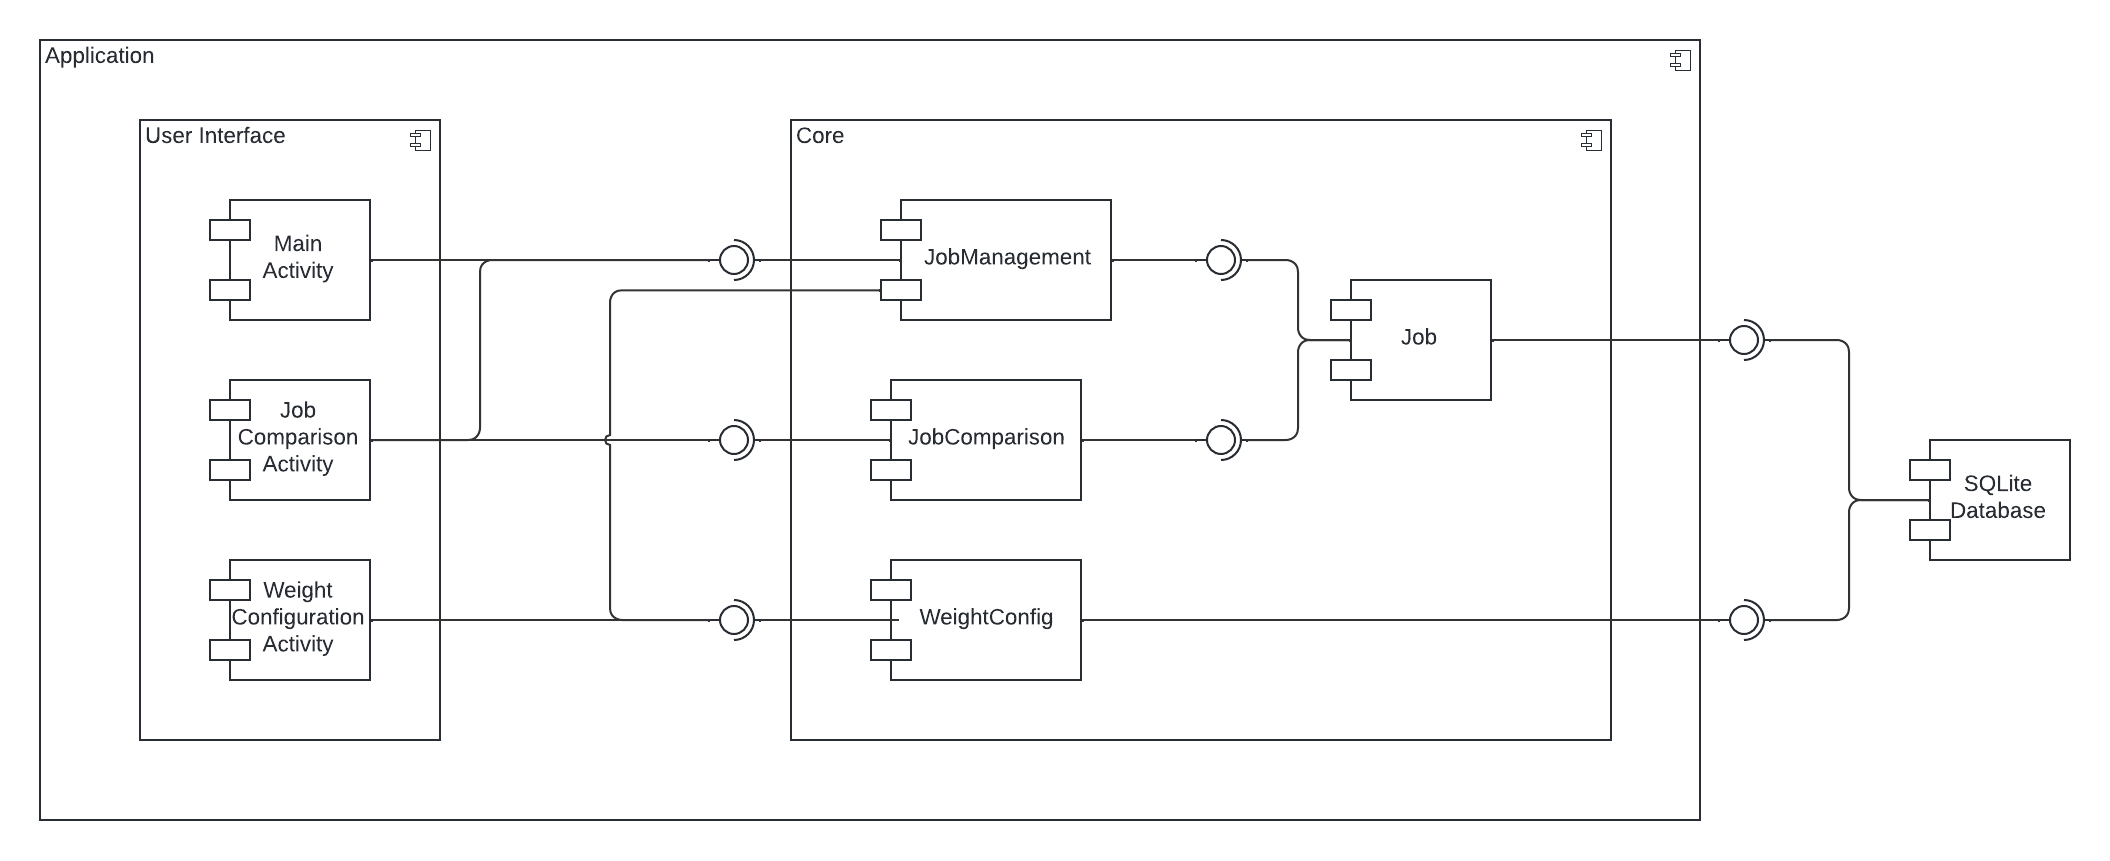 Application
User Interface
Core
Main
Activity
JobManagement
Job
Job
Comparison
Activity
JobComparison
SQLite
Database
Weight
Configuration
Activity
WeightConfig